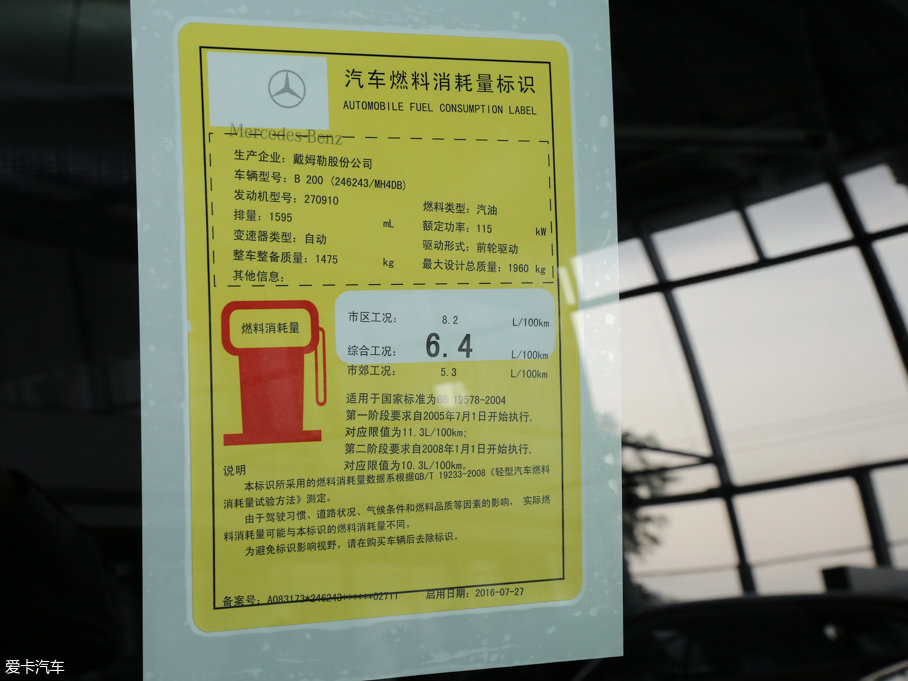 汽车燃料消耗量标识
AUTOMOBILE FUEL CONSUMPTION LABEL
Mercedes-Benz
生产企业：戴姆勒股份公司
车辆型号：B 200 (246243/MH4DB)
发动机型号：270910
燃料类型：汽油
排量：1595 mL
额定功率：115 kW
变速器类型：自动
驱动形式：前轮驱动
整车整备质量：1475 kg
最大设计总质量：1960 kg
其他信息：
燃料消耗量
市区工况： 8.2 L/100km
综合工况： 6.4 L/100km
市郊工况： 5.3 L/100km
适用于国家标准为GB 19578-2004
第一阶段要求自2005年7月1日开始执行，
对应限值为11.3L/100km；
第二阶段要求自2008年1月1日开始执行，
对应限值为10.3L/100km。
说明
本标识所采用的燃料消耗量数据系根据GB/T 19233-2008《轻型汽车燃料
消耗量试验方法》测定。
由于驾驶习惯、道路状况、气候条件和燃料品质等因素的影响， 实际燃
料消耗量可能与本标识的燃料消耗量不同。
为避免标识影响视野，请在购买车辆后去除标识。
备案号：A083173*246243******02711 启用日期：2016-07-27
爱卡汽车